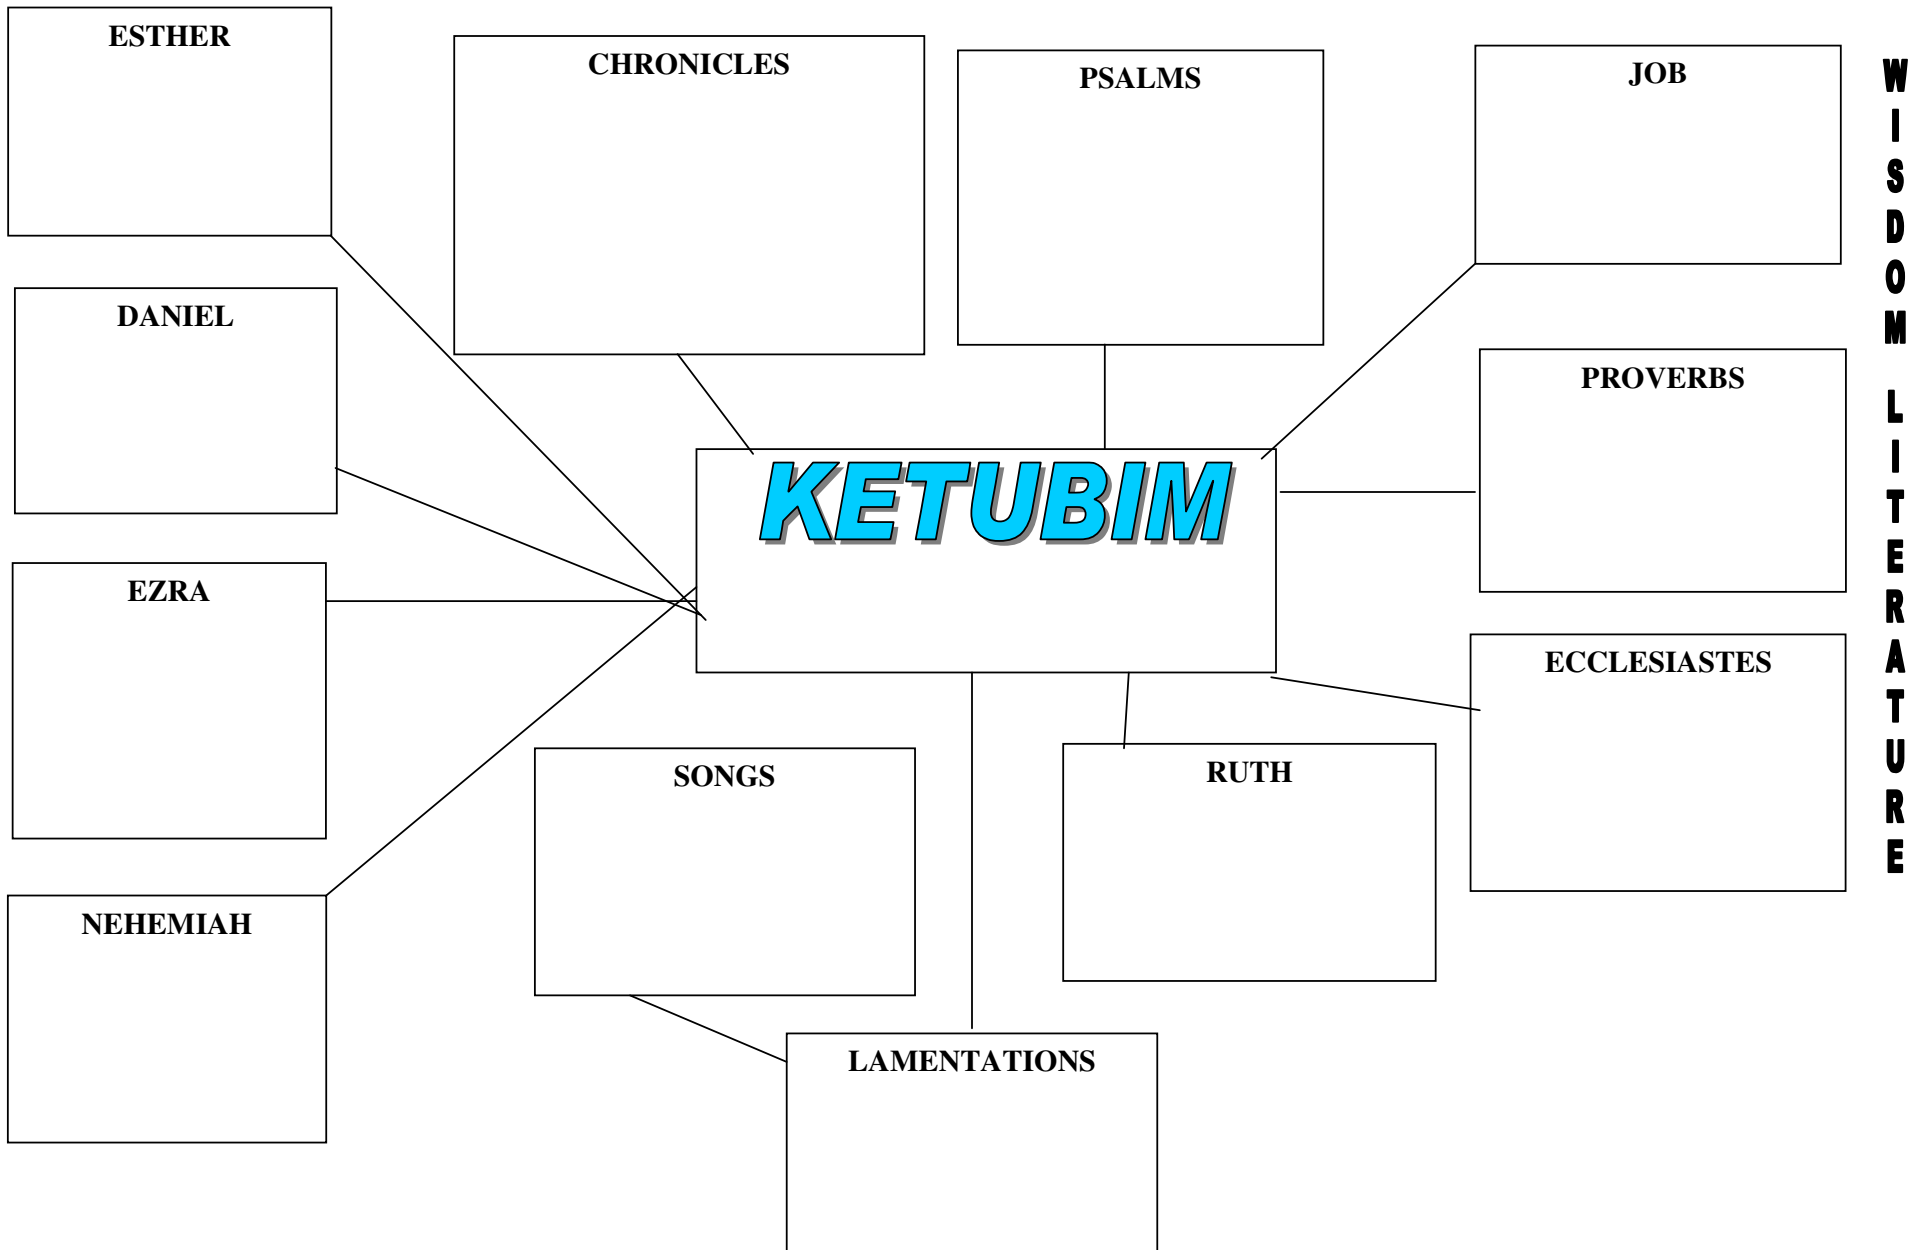 ESTHER
CHRONICLES
PSALMS
JOB
DANIEL
PROVERBS
KETUBIM
EZRA
ECCLESIASTES
SONGS
RUTH
NEHEMIAH
LAMENTATIONS
WISDOM LITERATURE